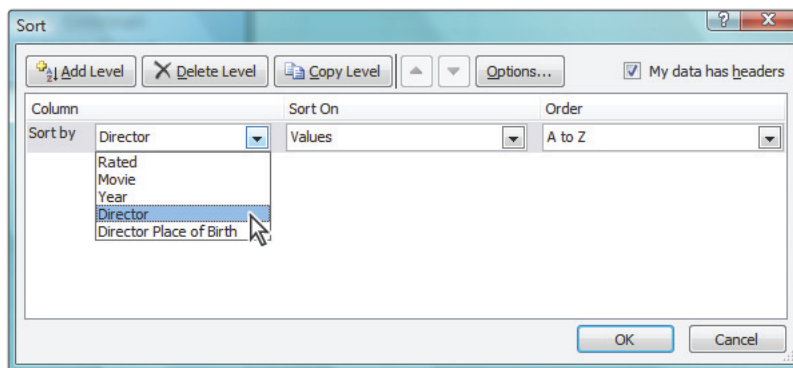 Sort
Add Level Delete Level Copy Level Options... My data has headers
Column Sort On Order
Sort by Director Values A to Z
Rated
Movie
Year
Director
Director Place of Birth
OK Cancel